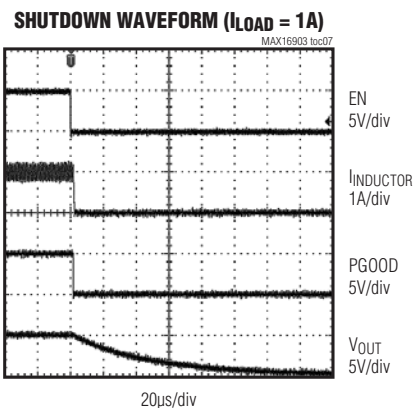 SHUTDOWN WAVEFORM (ILOAD = 1A)
MAX16903 toc07
EN
5V/div
IINDUCTOR
1A/div
PGOOD
5V/div
VOUT
5V/div
20µs/div